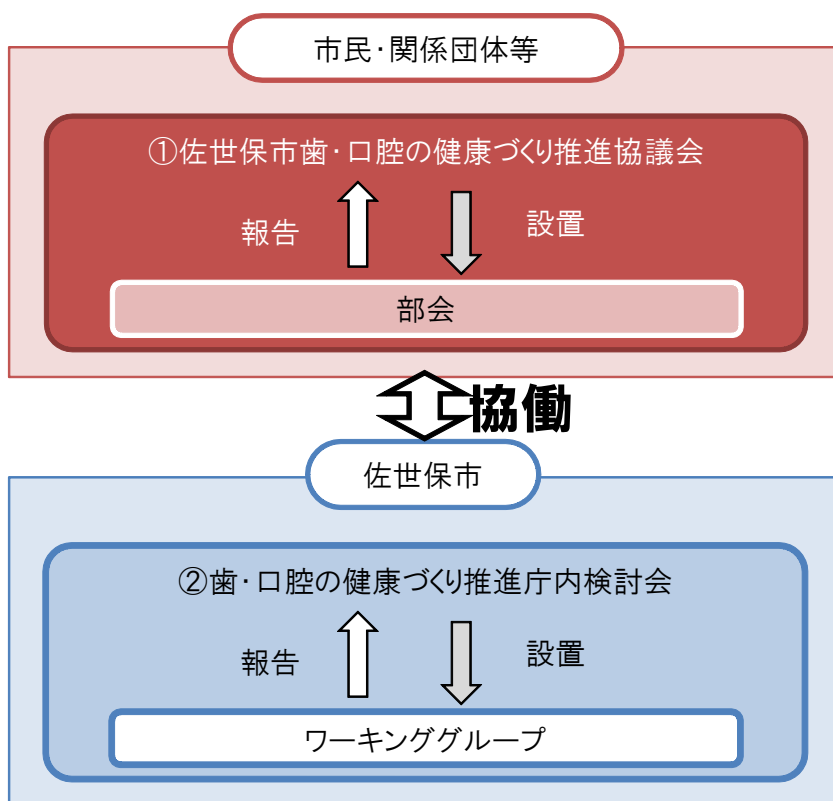 市民・関係団体等
①佐世保市歯・口腔の健康づくり推進協議会
報告
設置
部会
協働
佐世保市
②歯・口腔の健康づくり推進庁内検討会
報告
設置
ワーキンググループ